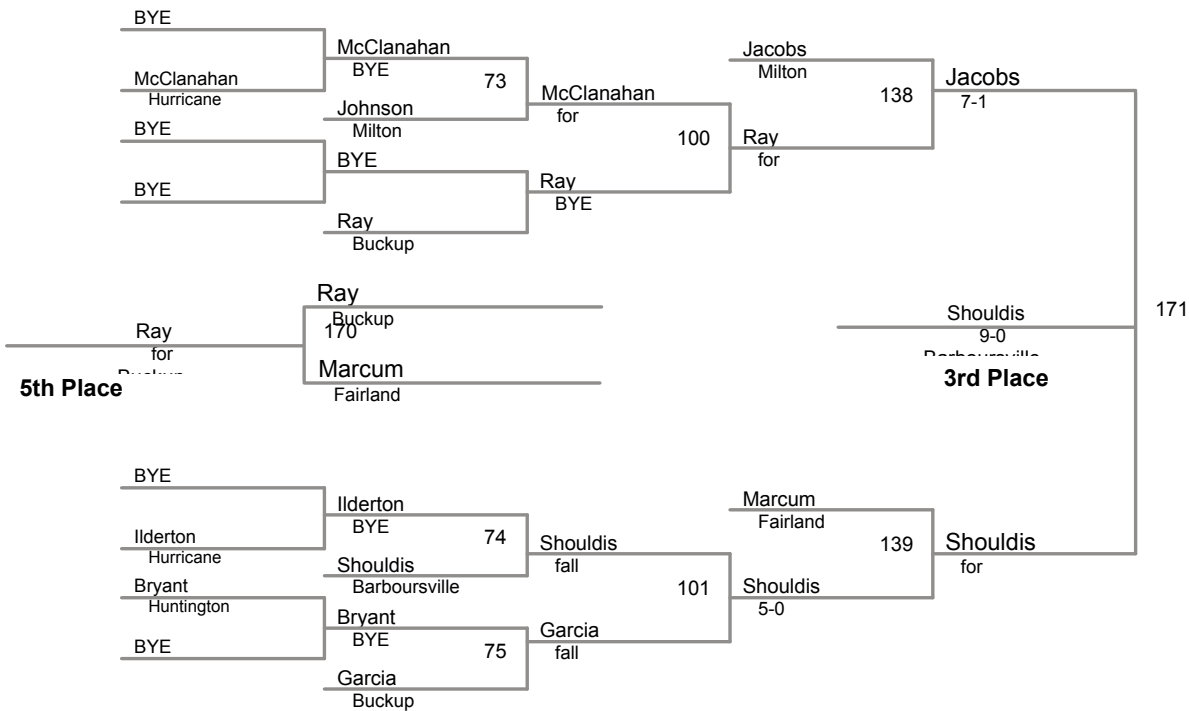 BYE
McClanahan
BYE
Jacobs
Milton
McClanahan
Hurricane
73
McClanahan
for
138
Jacobs
7-1
Johnson
Milton
BYE
100
Ray
for
BYE
BYE
Ray
BYE
Ray
Buckup
Ray
Buckup
170
Ray
for
5th Place
Marcum
Fairland
Shouldis
9-0
171
3rd Place
BYE
Ilderton
BYE
Marcum
Fairland
Ilderton
Hurricane
74
Shouldis
fall
139
Shouldis
for
Shouldis
Barboursville
Bryant
Huntington
101
Shouldis
5-0
Bryant
BYE
BYE
75
Garcia
fall
Garcia
Buckup